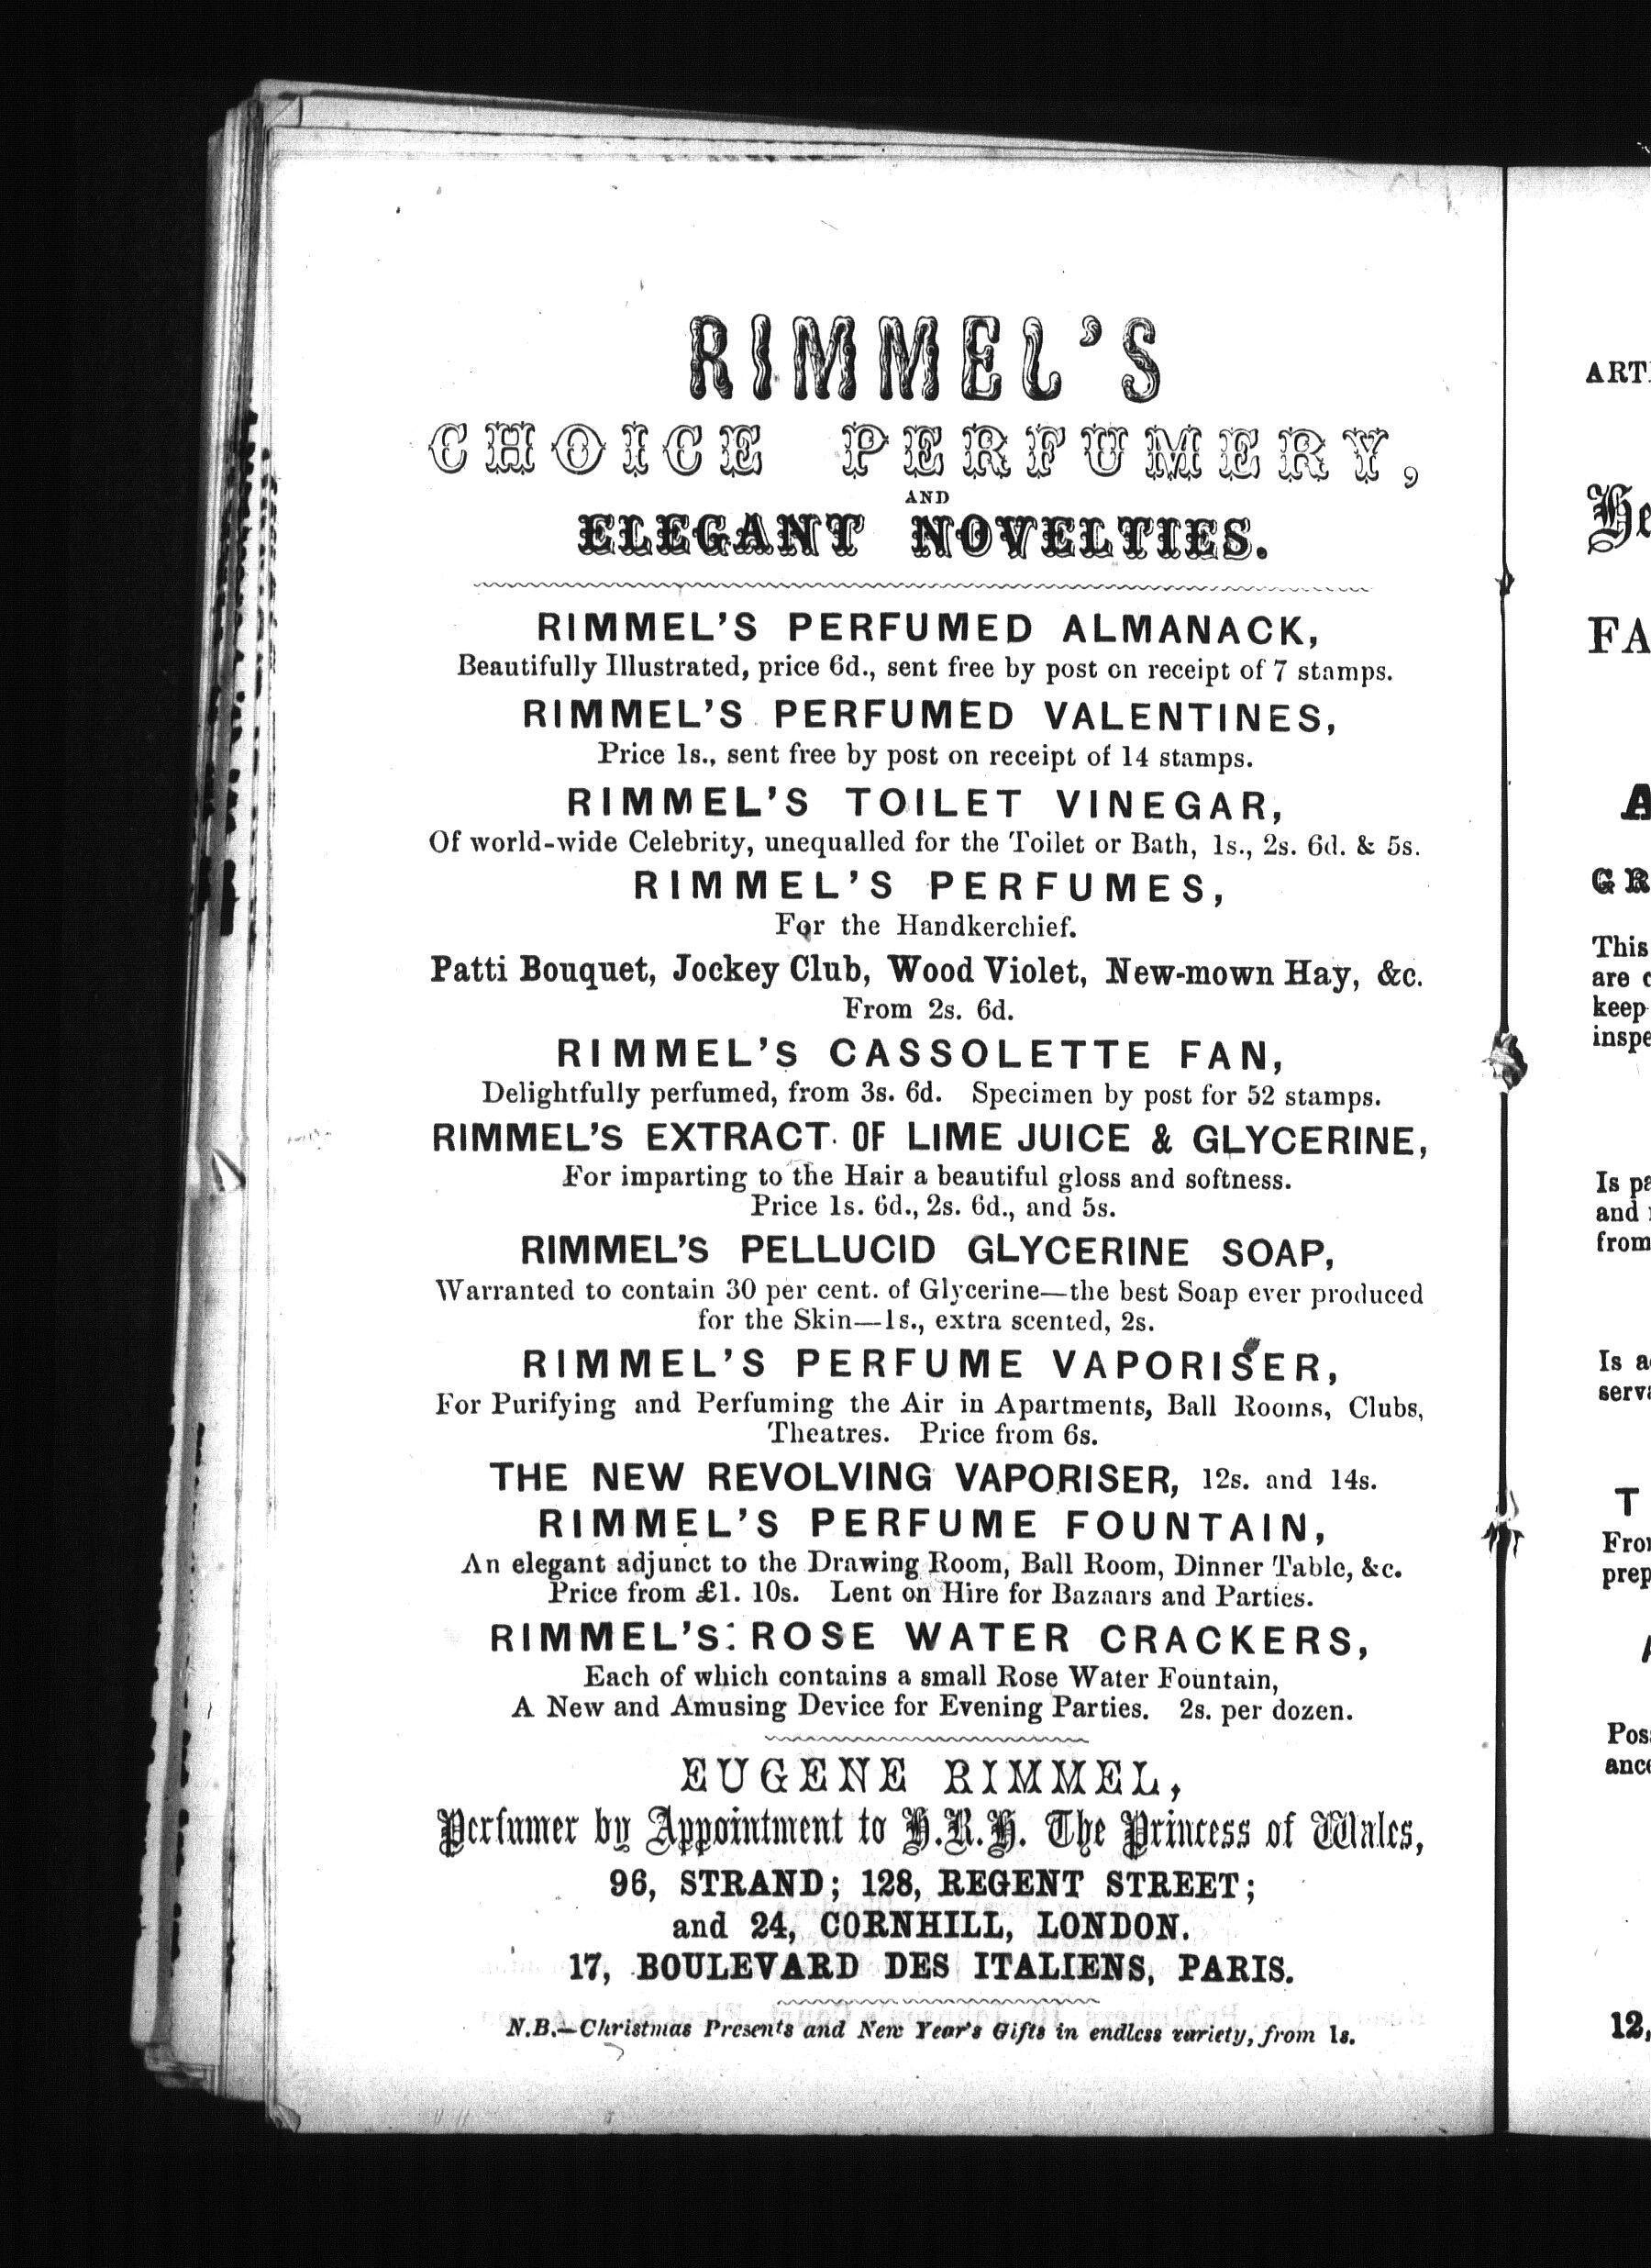 RIMMEL'S
CHOICE PERFUMERY,
AND
ELEGANT NOVELTIES.
RIMMEL'S PERFUMED ALMANACK,
Beautifully Illustrated, price 6d., sent free by post on receipt of 7 stamps.
RIMMEL'S PERFUMED VALENTINES,
Price 1s., sent free by post on receipt of 14 stamps.
RIMMEL'S TOILET VINEGAR,
Of world-wide Celebrity, unequalled for the Toilet or Bath, 1s., 2s. 6d. & 5s.
RIMMEL'S PERFUMES,
For the Handkerchief.
Patti Bouquet, Jockey Club, Wood Violet, New-mown Hay, &c.
From 2s. 6d.
RIMMEL'S CASSOLETTE FAN,
Delightfully perfumed, from 3s. 6d. Specimen by post for 52 stamps.
RIMMEL'S EXTRACT OF LIME JUICE & GLYCERINE,
For imparting to the Hair a beautiful gloss and softness.
Price 1s. 6d., 2s. 6d., and 5s.
RIMMEL'S PELLUCID GLYCERINE SOAP,
Warranted to contain 30 per cent. of Glycerine—the best Soap ever produced
for the Skin—1s., extra scented, 2s.
RIMMEL'S PERFUME VAPORISER,
For Purifying and Perfuming the Air in Apartments, Ball Rooms, Clubs,
Theatres. Price from 6s.
THE NEW REVOLVING VAPORISER, 12s. and 14s.
RIMMEL'S PERFUME FOUNTAIN,
An elegant adjunct to the Drawing Room, Ball Room, Dinner Table, &c.
Price from £1. 10s. Lent on Hire for Bazaars and Parties.
RIMMEL'S ROSE WATER CRACKERS,
Each of which contains a small Rose Water Fountain,
A New and Amusing Device for Evening Parties. 2s. per dozen.
EUGENE RIMMEL,
Perfumer by Appointment to H.R.H. The Princess of Wales,
96, STRAND; 128, REGENT STREET;
and 24, CORNHILL, LONDON.
17, BOULEVARD DES ITALIENS, PARIS.
N.B.—Christmas Presents and New Year's Gifts in endless variety, from 1s.
This
are
keep
Is
and
from
Is
12,